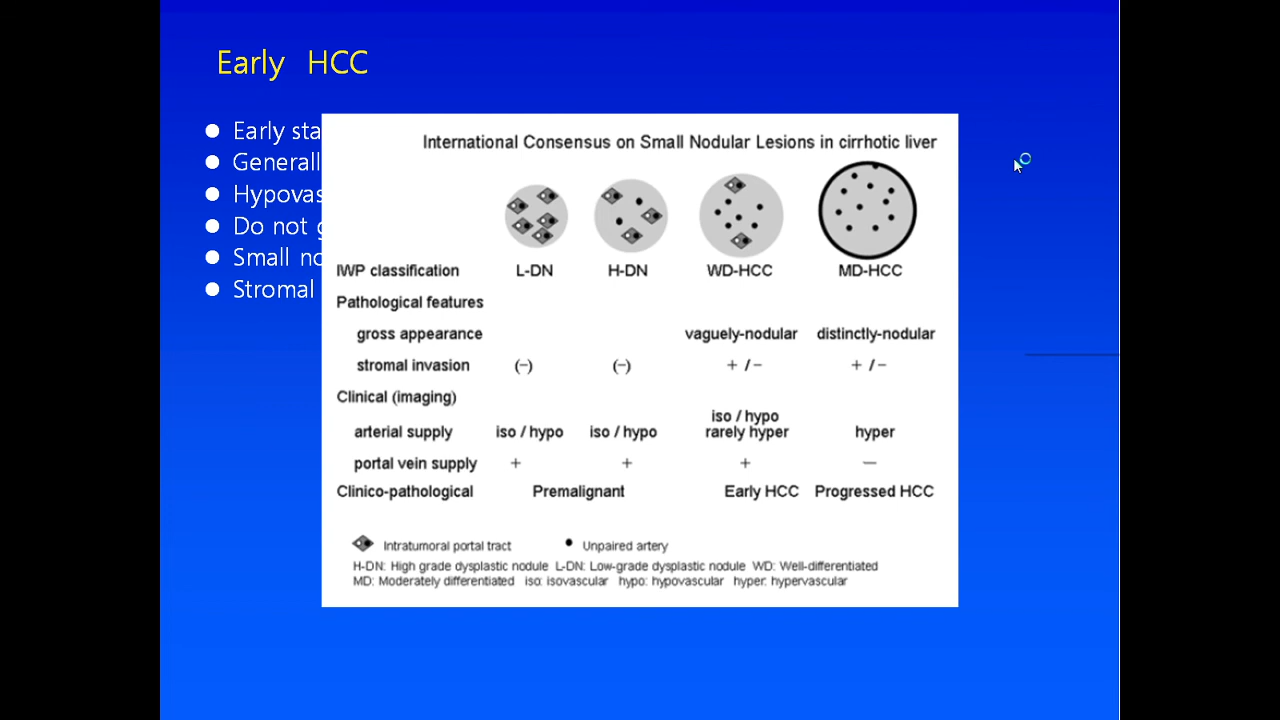 Early HCC
Early sta
Generall
Hypovas
Do not g
Small no
Stromal
International Consensus on Small Nodular Lesions in cirrhotic liver
IWP classification L-DN H-DN WD-HCC MD-HCC
Pathological features
gross appearance vaguely-nodular distinctly-nodular
stromal invasion (−) (−) + / − + / −
Clinical (imaging)
iso / hypo
arterial supply iso / hypo iso / hypo rarely hyper hyper
portal vein supply + + + −
Clinico-pathological Premalignant Early HCC Progressed HCC
Intratumoral portal tract Unpaired artery
H-DN: High grade dysplastic nodule L-DN: Low-grade dysplastic nodule WD: Well-differentiated
MD: Moderately differentiated iso: isovascular hypo: hypovascular hyper: hypervascular